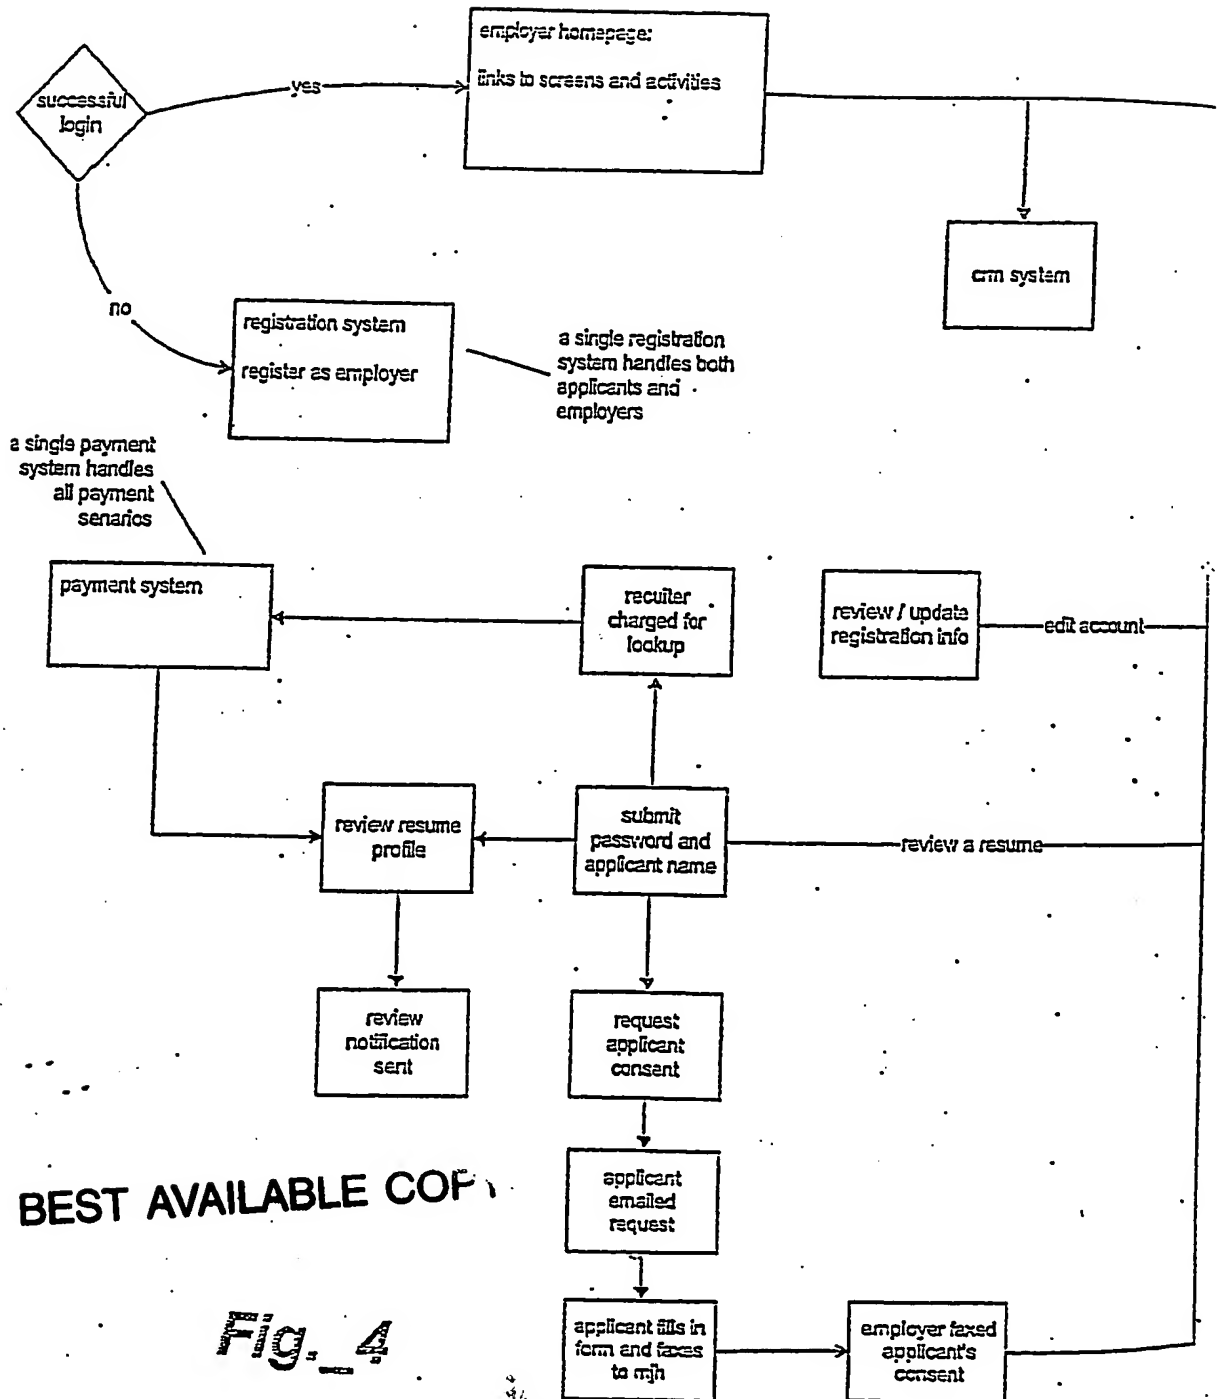 employer homepage:
links to screens and activities
successful
login
yes
crm system
no
registration system
register as employer
a single registration
system handles both
applicants and
employers
a single payment
system handles
all payment
senarios
payment system
recuiter
charged for
lookup
review / update
registration info
edit account
review resume
profile
submit
password and
applicant name
review a resume
review
notification
sent
request
applicant
consent
applicant
emailed
request
BEST AVAILABLE COP
applicant fills in
form and faxes
to mjh
employer faxed
applicant's
consent
Fig_4